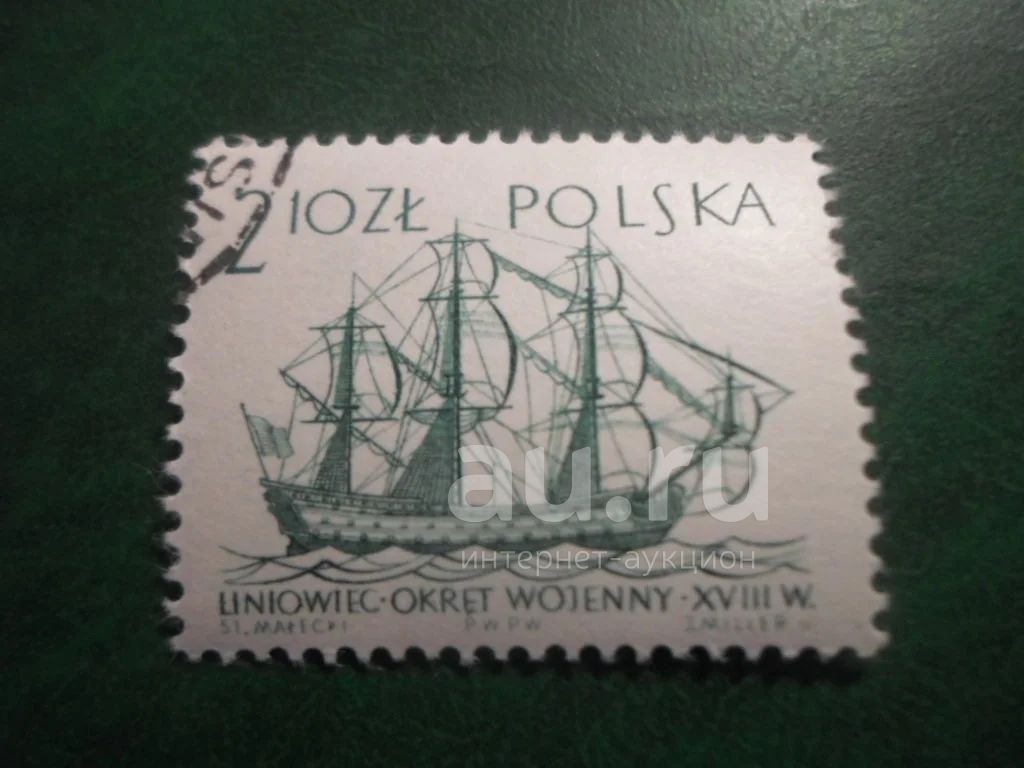 2 10 ZŁ POLSKA
au.ru
интернет-аукцион
LINIOWIEC·OKRĘT WOJENNY·XVIII W.
ST. MAŁECKI PWPW J. MILLER